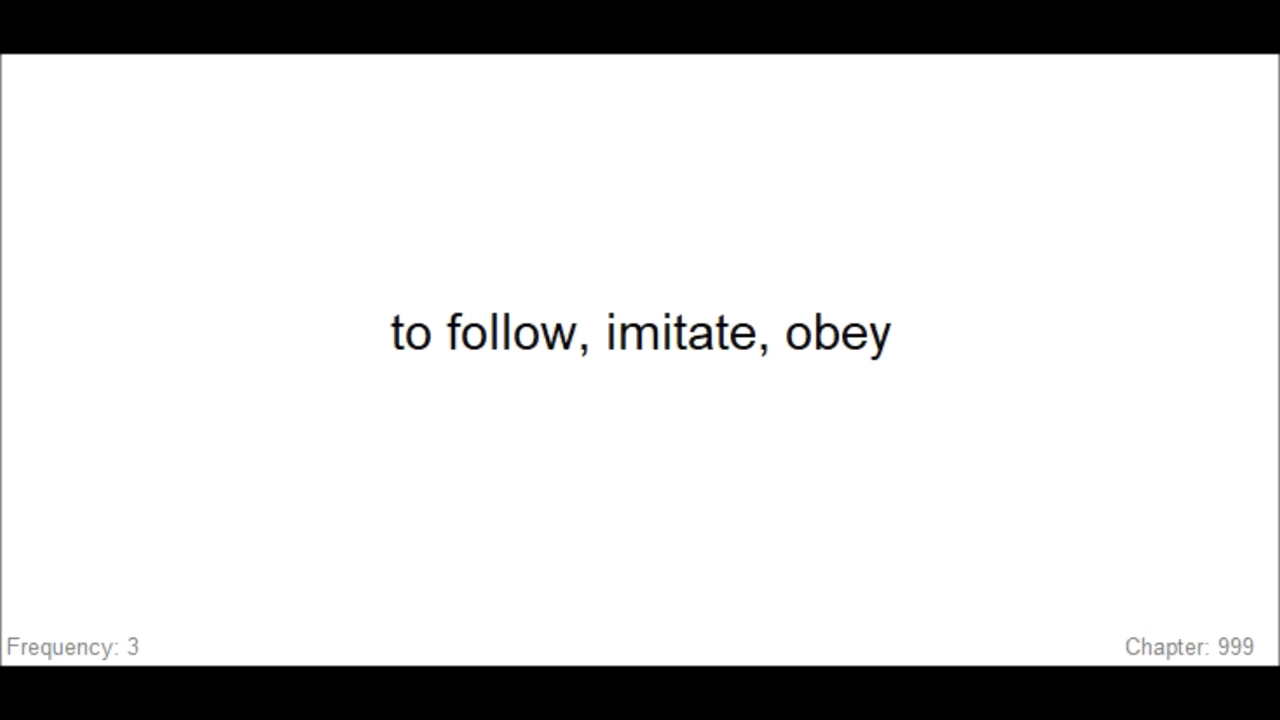 to follow, imitate, obey
Frequency: 3
Chapter: 999